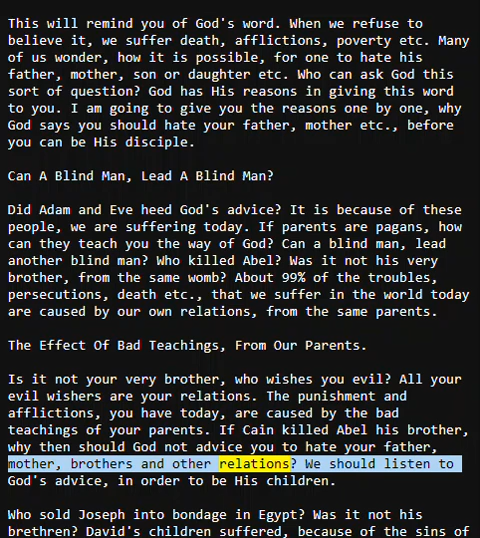 This will remind you of God's word. When we refuse to
believe it, we suffer death, afflictions, poverty etc. Many
of us wonder, how it is possible, for one to hate his
father, mother, son or daughter etc. Who can ask God this
sort of question? God has His reasons in giving this word
to you. I am going to give you the reasons one by one, why
God says you should hate your father, mother etc., before
you can be His disciple.
Can A Blind Man, Lead A Blind Man?
Did Adam and Eve heed God's advice? It is because of these
people, we are suffering today. If parents are pagans, how
can they teach you the way of God? Can a blind man, lead
another blind man? Who killed Abel? Was it not his very
brother, from the same womb? About 99% of the troubles,
persecutions, death etc., that we suffer in the world today
are caused by our own relations, from the same parents.
The Effect Of Bad Teachings, From Our Parents.
Is it not your very brother, who wishes you evil? All your
evil wishers are your relations. The punishment and
afflictions, you have today, are caused by the bad
teachings of your parents. If Cain killed Abel his brother,
why then should God not advice you to hate your father,
mother, brothers and other relations? We should listen to
God's advice, in order to be His children.
Who sold Joseph into bondage in Egypt? Was it not his
brethren? David's children suffered, because of the sins of